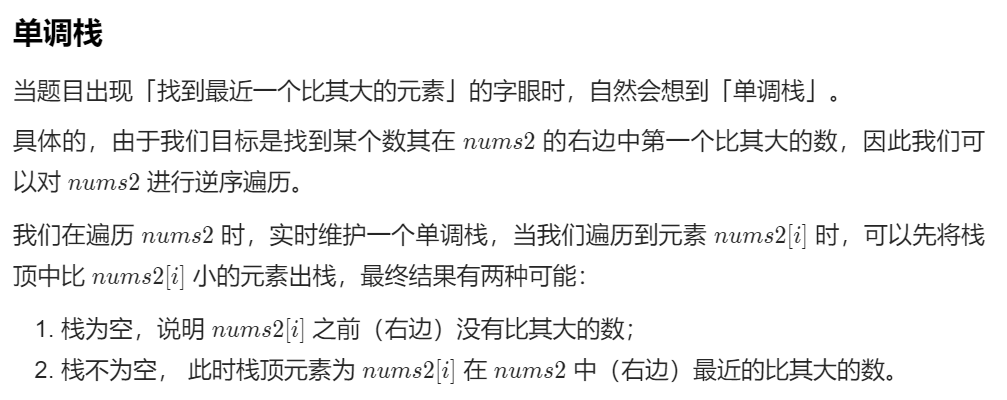 单调栈
当题目出现「找到最近一个比其大的元素」的字眼时，自然会想到「单调栈」。
具体的，由于我们目标是找到某个数其在 nums2 的右边中第一个比其大的数，因此我们可
以对 nums2 进行逆序遍历。
我们在遍历 nums2 时，实时维护一个单调栈，当我们遍历到元素 nums2[i] 时，可以先将栈
顶中比 nums2[i] 小的元素出栈，最终结果有两种可能：
1. 栈为空，说明 nums2[i] 之前（右边）没有比其大的数；
2. 栈不为空， 此时栈顶元素为 nums2[i] 在 nums2 中（右边）最近的比其大的数。